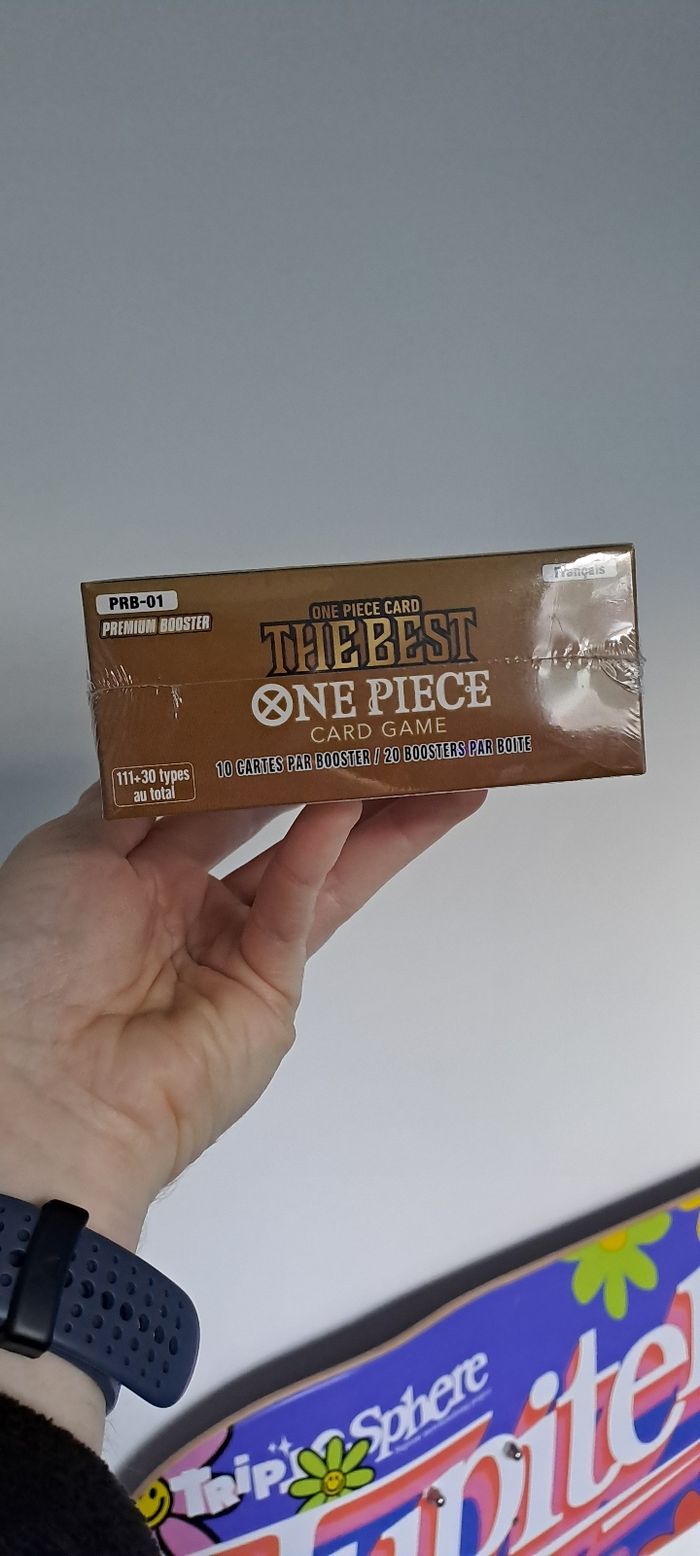 PRB-01
Français
PREMIUM BOOSTER
ONE PIECE CARD
THE BEST
ONE PIECE
CARD GAME
10 CARTES PAR BOOSTER / 20 BOOSTERS PAR BOITE
111+30 types
au total
Sphere
TRiP